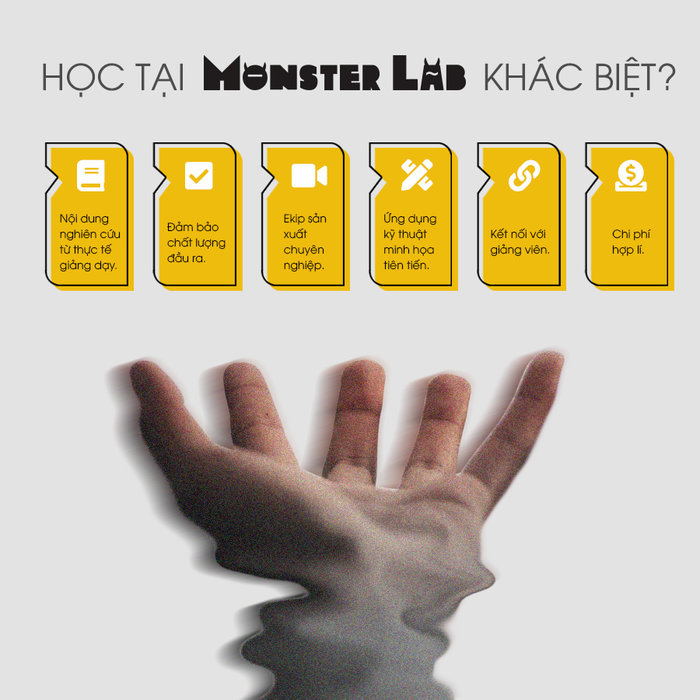 HỌC TẠI MONSTER LAB KHÁC BIỆT?
Nội dung
nghiên cứu
từ thực tế
giảng dạy.
Đảm bảo
chất lượng
đầu ra.
Ekip sản
xuất
chuyên
nghiệp.
Ứng dụng
kỹ thuật
minh họa
tiên tiến.
Kết nối với
giảng viên.
Chi phí
hợp lí.